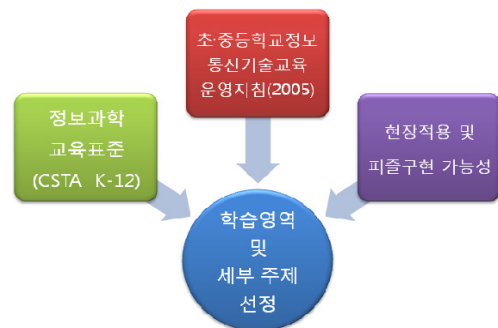 초·중등학교정보
통신기술교육
운영지침(2005)
정보과학
교육표준
(CSTA K-12)
현장적용 및
피즐구현 가능성
학습영역
및
세부 주제
선정